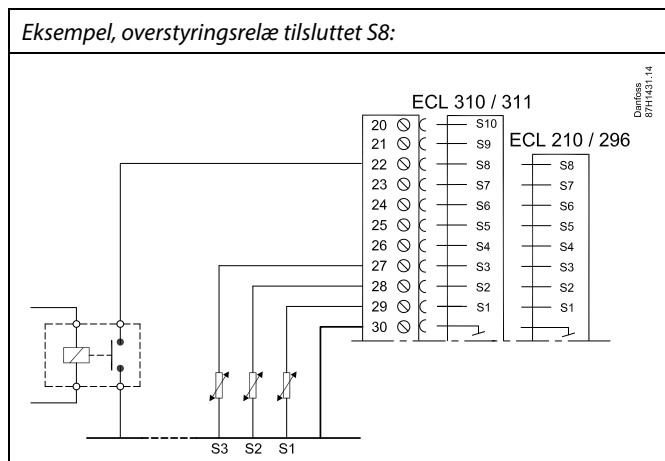 Eksempel, overstyringsrelæ tilsluttet S8:
Danfoss
87H1431.14
ECL 310 / 311
ECL 210 / 296
20 S10
21 S9
22 S8 S8
23 S7 S7
24 S6 S6
25 S5 S5
26 S4 S4
27 S3 S3
28 S2 S2
29 S1 S1
30
S3 S2 S1